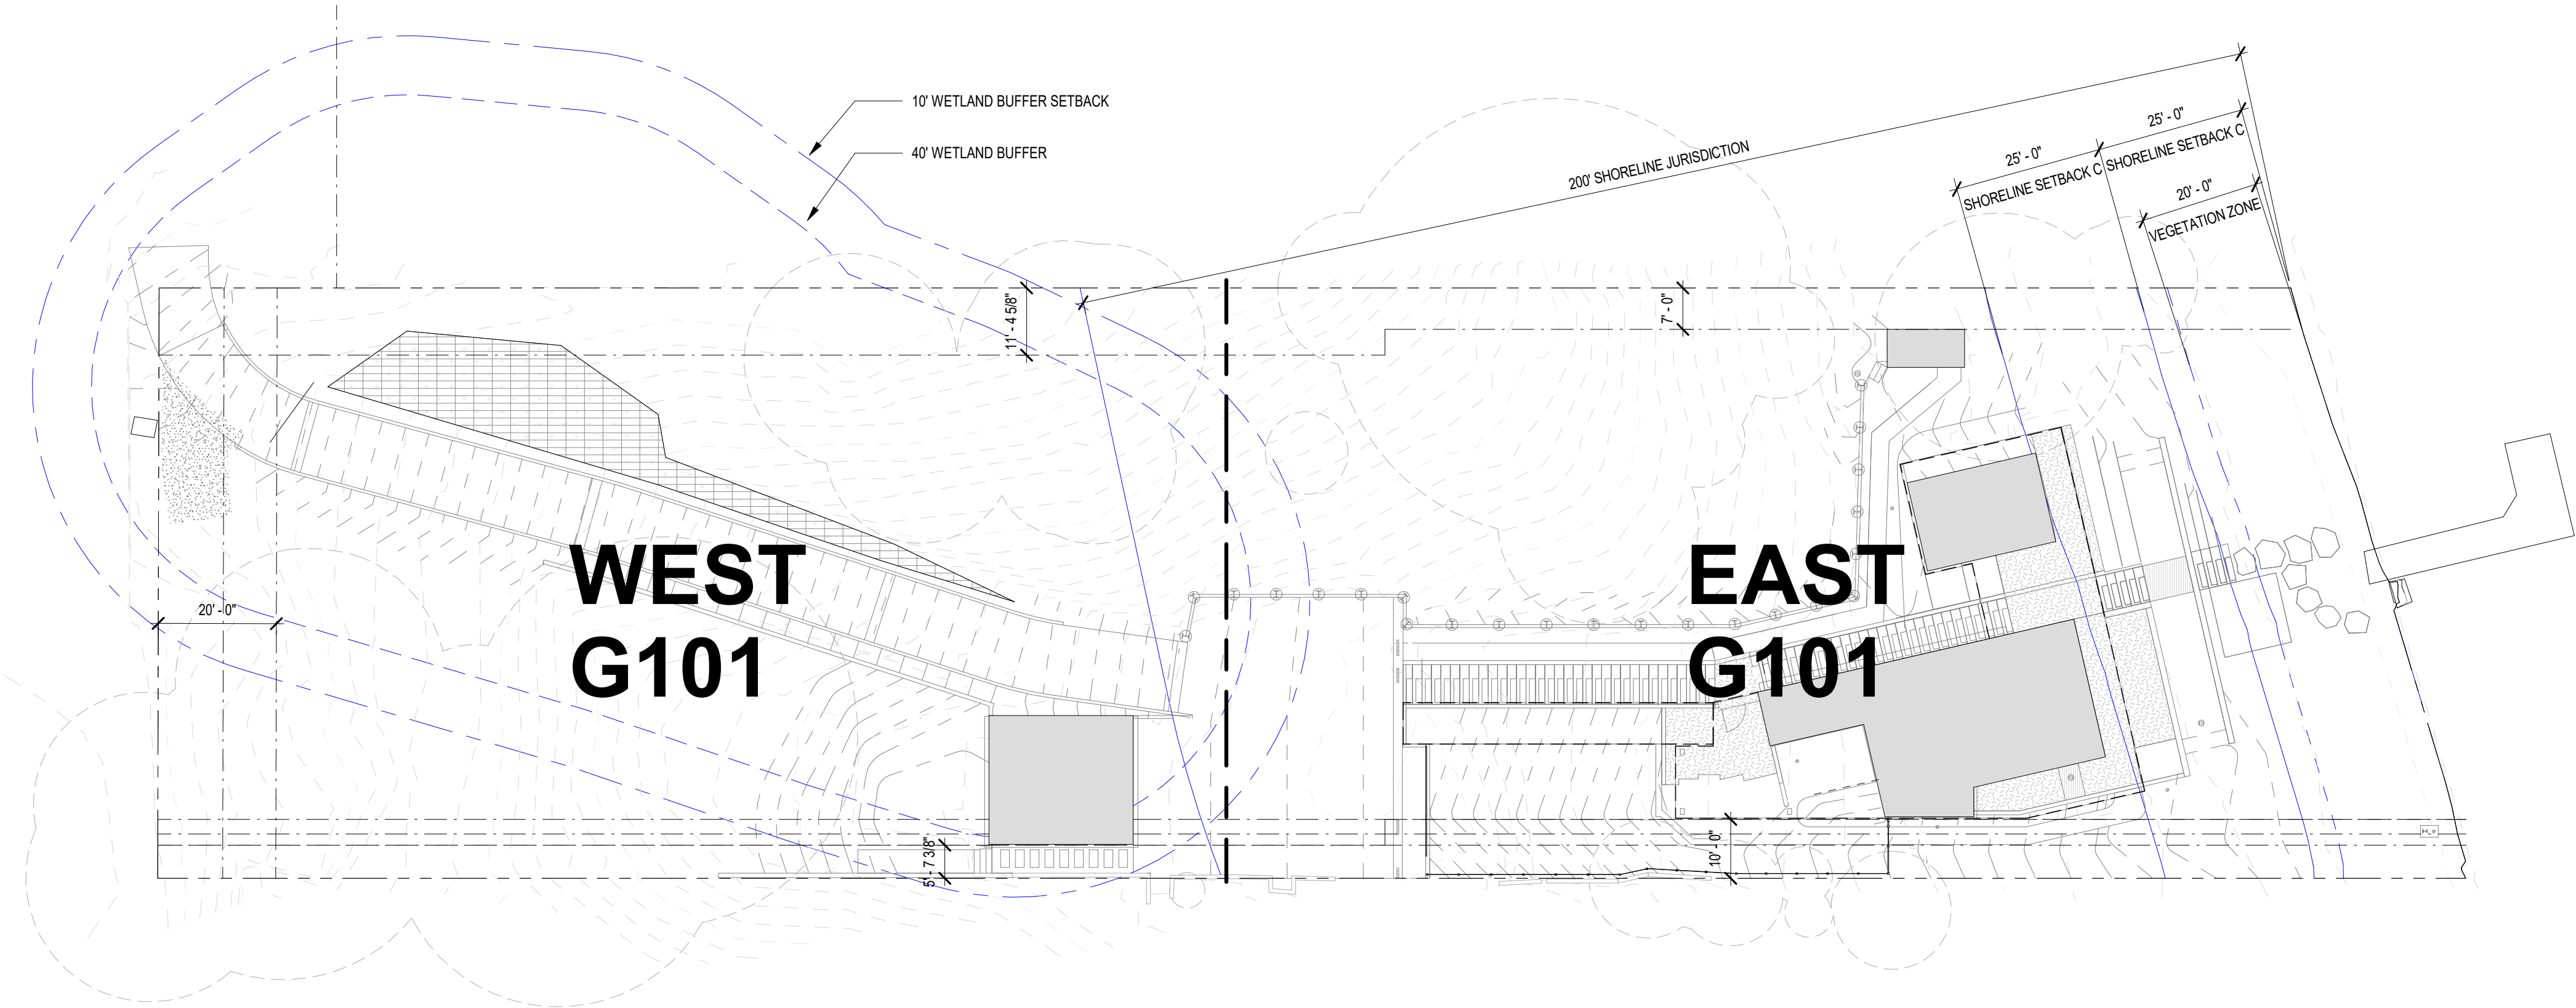 10' WETLAND BUFFER SETBACK
40' WETLAND BUFFER
200' SHORELINE JURISDICTION
25' - 0"
SHORELINE SETBACK C
25' - 0"
SHORELINE SETBACK C
20' - 0"
VEGETATION ZONE
11' - 4 5/8"
7' - 0"
WEST
G101
EAST
G101
20' - 0"
5' - 7 3/8"
10' - 0"